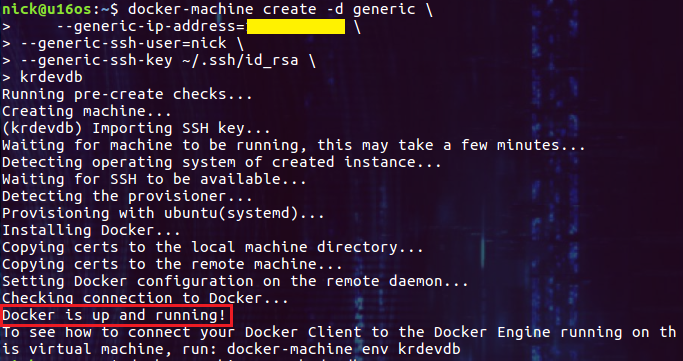 nick@u16os:~$ docker-machine create -d generic \
>      --generic-ip-address= \
> --generic-ssh-user=nick \
> --generic-ssh-key ~/.ssh/id_rsa \
> krdevdb
Running pre-create checks...
Creating machine...
(krdevdb) Importing SSH key...
Waiting for machine to be running, this may take a few minutes...
Detecting operating system of created instance...
Waiting for SSH to be available...
Detecting the provisioner...
Provisioning with ubuntu(systemd)...
Installing Docker...
Copying certs to the local machine directory...
Copying certs to the remote machine...
Setting Docker configuration on the remote daemon...
Checking connection to Docker...
Docker is up and running!
To see how to connect your Docker Client to the Docker Engine running on th
is virtual machine, run: docker-machine env krdevdb